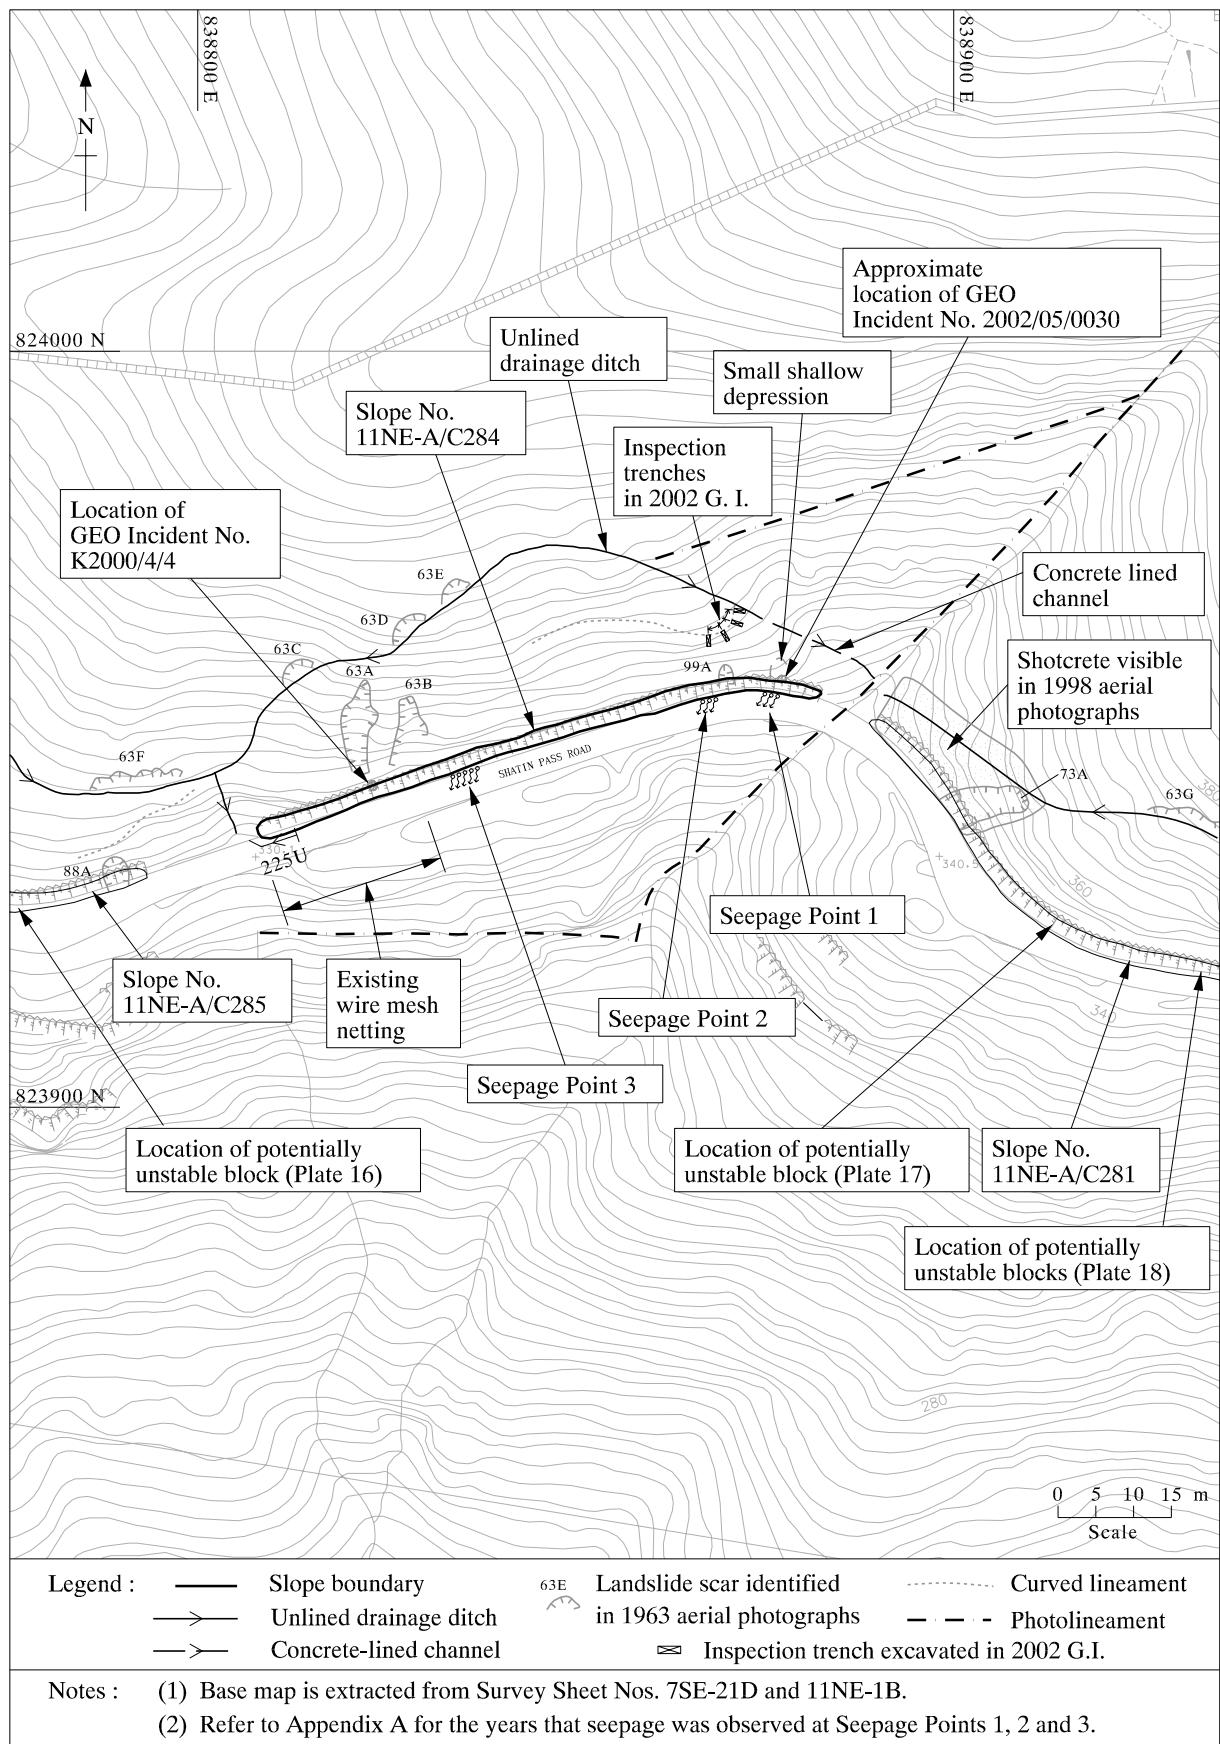 838800 E
838900 E
N
Approximate
location of GEO
Incident No. 2002/05/0030
824000 N
Unlined
drainage ditch
Small shallow
depression
Slope No.
11NE-A/C284
Inspection
trenches
in 2002 G. I.
Location of
GEO Incident No.
K2000/4/4
63E
Concrete lined
channel
63D
63C
63A
63B
99A
Shotcrete visible
in 1998 aerial
photographs
63F
SHATIN PASS ROAD
73A
63G
380
330.1
225U
88A
340.5
360
Seepage Point 1
Slope No.
11NE-A/C285
Existing
wire mesh
netting
Seepage Point 2
340
Seepage Point 3
823900 N
Location of potentially
unstable block (Plate 16)
Location of potentially
unstable block (Plate 17)
Slope No.
11NE-A/C281
Location of potentially
unstable blocks (Plate 18)
280
0 5 10 15 m
Scale
Legend :
Slope boundary
63E
Landslide scar identified
in 1963 aerial photographs
Curved lineament
Unlined drainage ditch
Photolineament
Concrete-lined channel
Inspection trench excavated in 2002 G.I.
Notes : (1) Base map is extracted from Survey Sheet Nos. 7SE-21D and 11NE-1B.
(2) Refer to Appendix A for the years that seepage was observed at Seepage Points 1, 2 and 3.